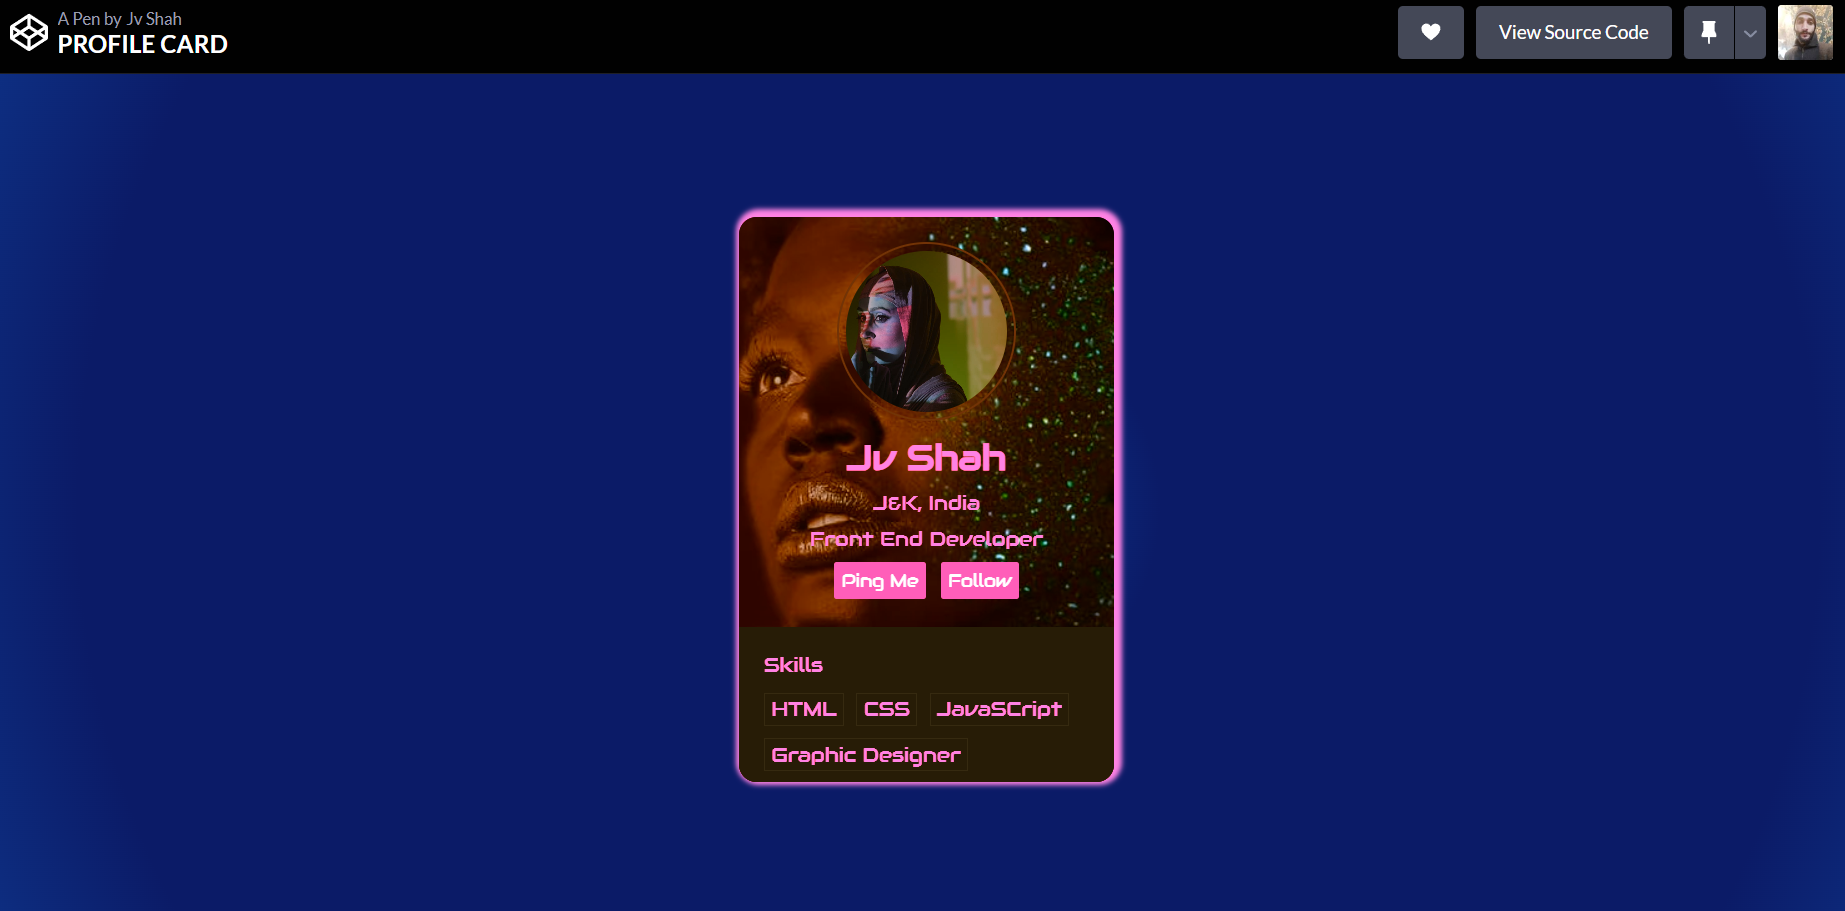 A Pen by Jv Shah
PROFILE CARD
View Source Code
Jv Shah
J&K, India
Front End Developer
Ping Me Follow
Skills
HTML CSS JavaSCript
Graphic Designer